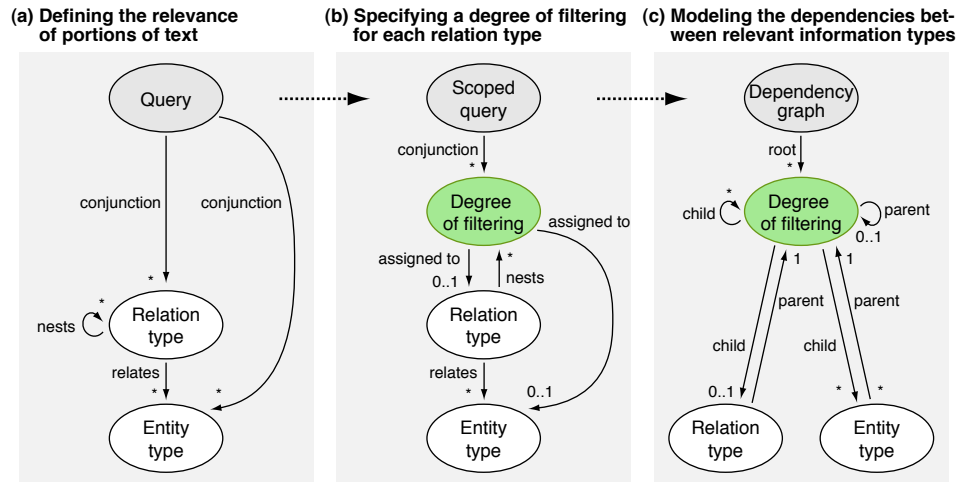 (a) Defining the relevance
of portions of text
Query
conjunction
conjunction
*
*
nests
Relation
type
relates
*
*
Entity
type
(b) Specifying a degree of filtering
for each relation type
Scoped
query
conjunction
*
Degree
of filtering
assigned to
assigned to
0..1
*
nests
Relation
type
relates
*
0..1
Entity
type
(c) Modeling the dependencies bet-
ween relevant information types
Dependency
graph
root
*
*
child
Degree
of filtering
parent
0..1
1
1
parent
parent
child
child
0..1
*
*
Relation
type
Entity
type